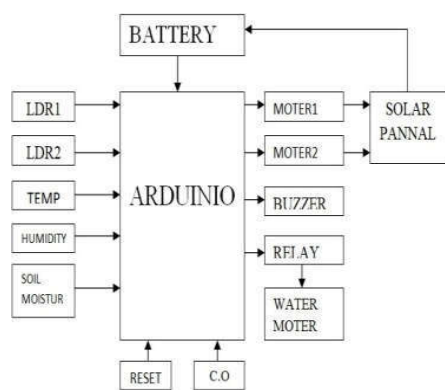 BATTERY
LDR1
LDR2
TEMP
HUMIDITY
SOIL
MOISTUR
ARDUINIO
MOTER1
MOTER2
BUZZER
RELAY
WATER
MOTER
SOLAR
PANNAL
RESET
C.O